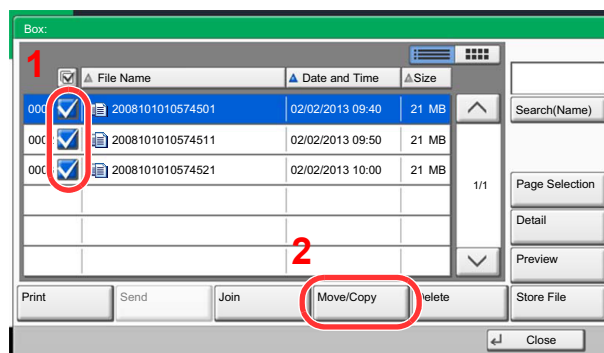 Box:
1
File Name Date and Time Size
2008101010574501 02/02/2013 09:40 21 MB
Search(Name)
2008101010574511 02/02/2013 09:50 21 MB
2008101010574521 02/02/2013 10:00 21 MB
1/1
Page Selection
Detail
2
Preview
Print Send Join Move/Copy Delete Store File
Close